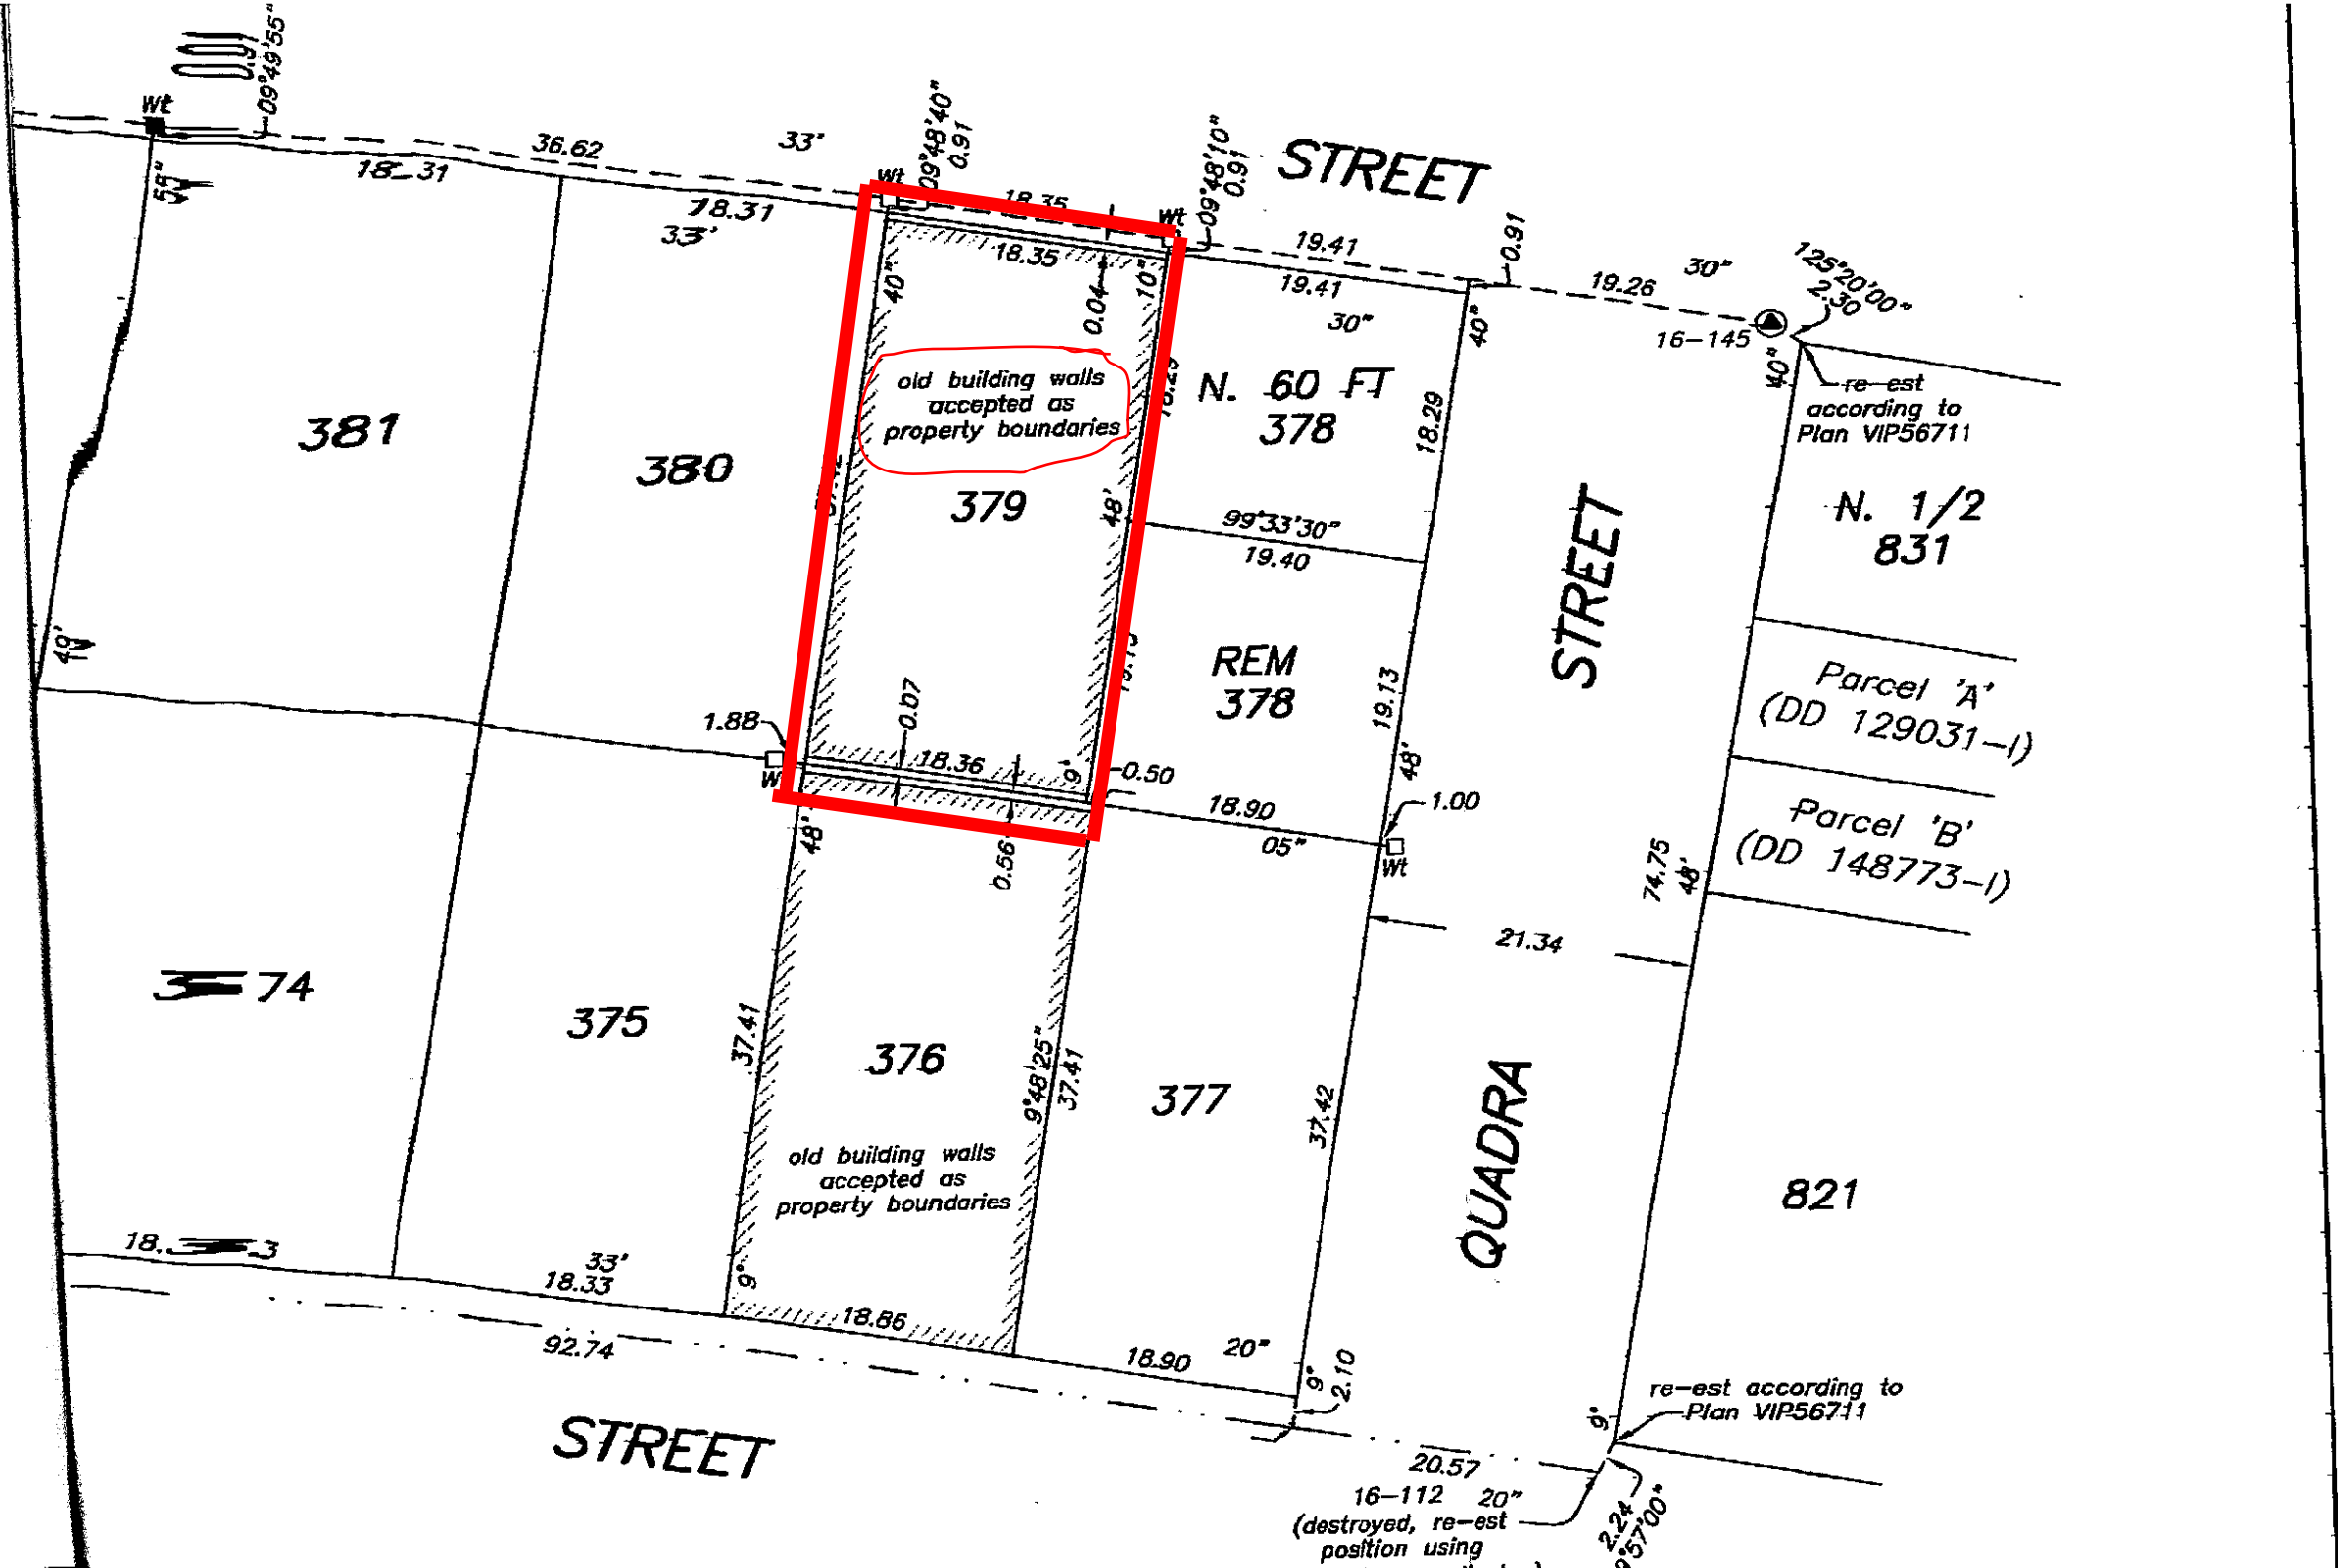 0.91
09°49'55"
Wt
36.62
33'
18.31
55"
Wt
09°48'40"
0.91
18.31
33'
18.35
Wt
09°48'10"
0.91
STREET
18.35
40"
10"
0.04
19.41
19.41
30"
0.91
40"
19.26
30"
125°20'00"
2.30
16-145
40"
re-est
according to
Plan VIP56711
381
380
old building walls
accepted as
property boundaries
379
48'
N. 60 FT
378
18.29
99°33'30"
19.40
STREET
N. 1/2
831
49'
REM
378
19.13
48'
Parcel 'A'
(DD 129031-I)
1.88
0.07
18.36
9°
0.50
18.90
05"
1.00
Wt
Parcel 'B'
(DD 148773-I)
48'
0.56
74.75
48'
21.34
74
375
37.41
376
9°48'25"
37.41
377
37.42
QUADRA
821
old building walls
accepted as
property boundaries
9°
33'
18.33
18.86
92.74
18.90
20"
9°
2.10
STREET
9°
re-est according to
Plan VIP56711
20.57
16-112 20"
(destroyed, re-est
position using
2.24
57'00"